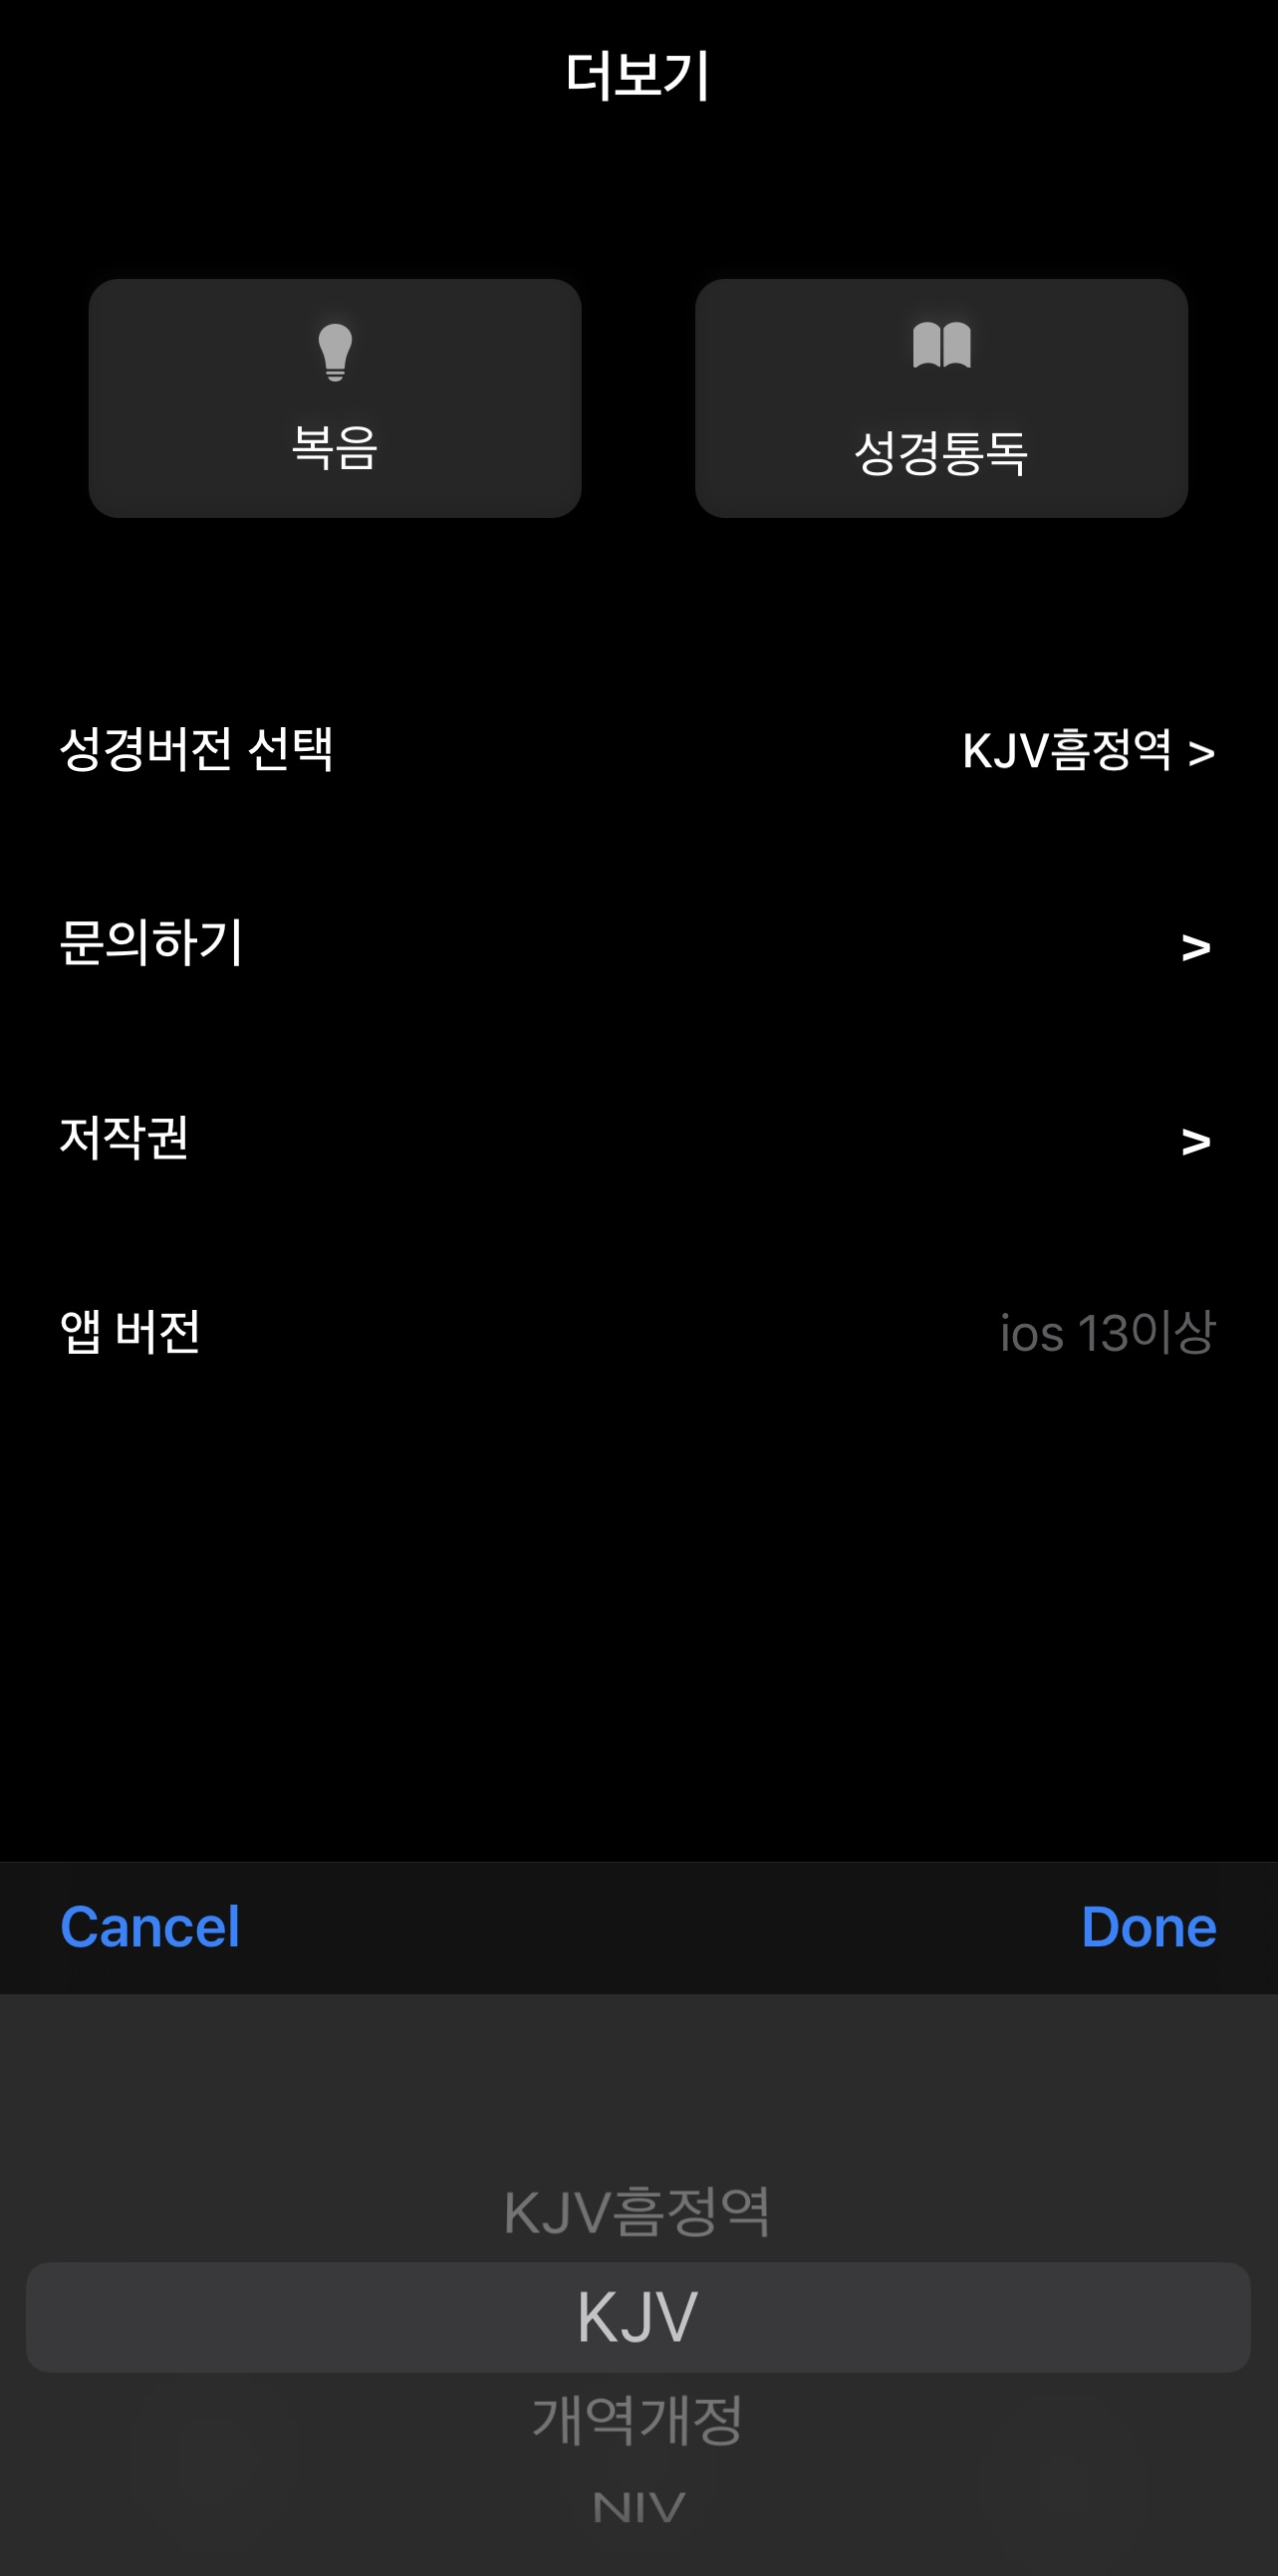 더보기
복음
성경통독
성경버전 선택
KJV흠정역 >
문의하기 >
저작권 >
앱 버전
ios 13이상
Cancel
Done
KJV흠정역
KJV
개역개정
NIV